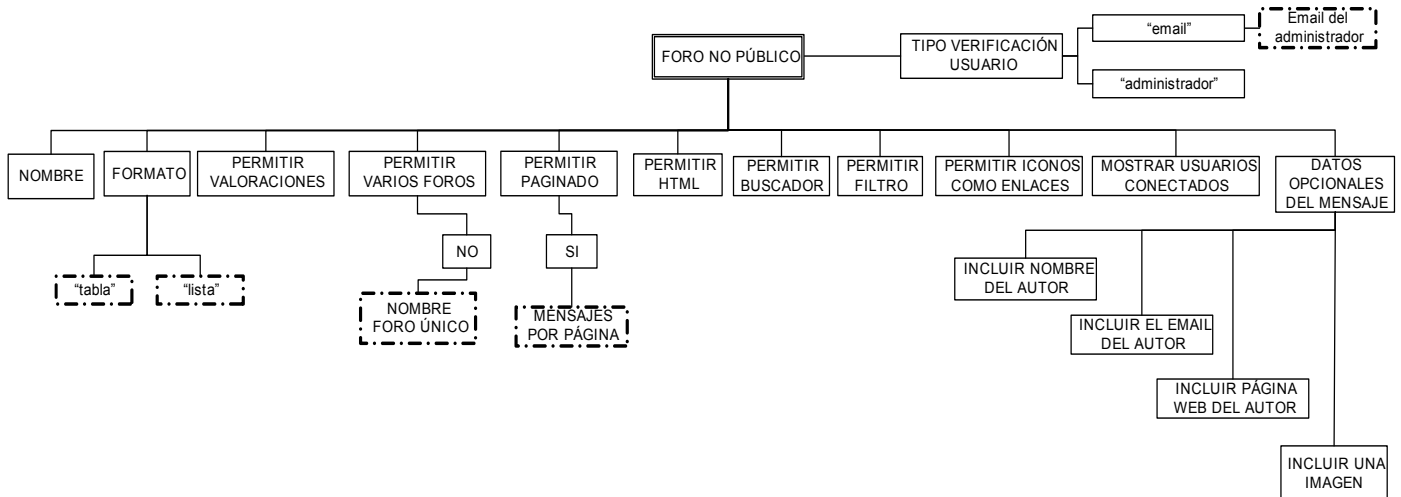 FORO NO PÚBLICO
TIPO VERIFICACIÓN
USUARIO
“email”
Email del
administrador
“administrador”
NOMBRE
FORMATO
PERMITIR
VALORACIONES
PERMITIR
VARIOS FOROS
PERMITIR
PAGINADO
PERMITIR
HTML
PERMITIR
BUSCADOR
PERMITIR
FILTRO
PERMITIR ICONOS
COMO ENLACES
MOSTRAR USUARIOS
CONECTADOS
DATOS
OPCIONALES
DEL MENSAJE
“tabla”
“lista”
NO
NOMBRE
FORO ÚNICO
SI
MENSAJES
POR PÁGINA
INCLUIR NOMBRE
DEL AUTOR
INCLUIR EL EMAIL
DEL AUTOR
INCLUIR PÁGINA
WEB DEL AUTOR
INCLUIR UNA
IMAGEN